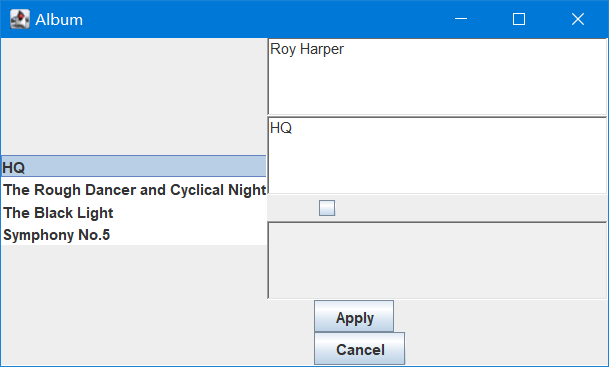 Album
HQ
The Rough Dancer and Cyclical Night
The Black Light
Symphony No.5
Roy Harper
HQ
Apply
Cancel